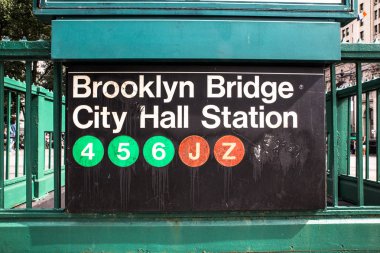 Brooklyn Bridge
City Hall Station
4 5 6 J Z